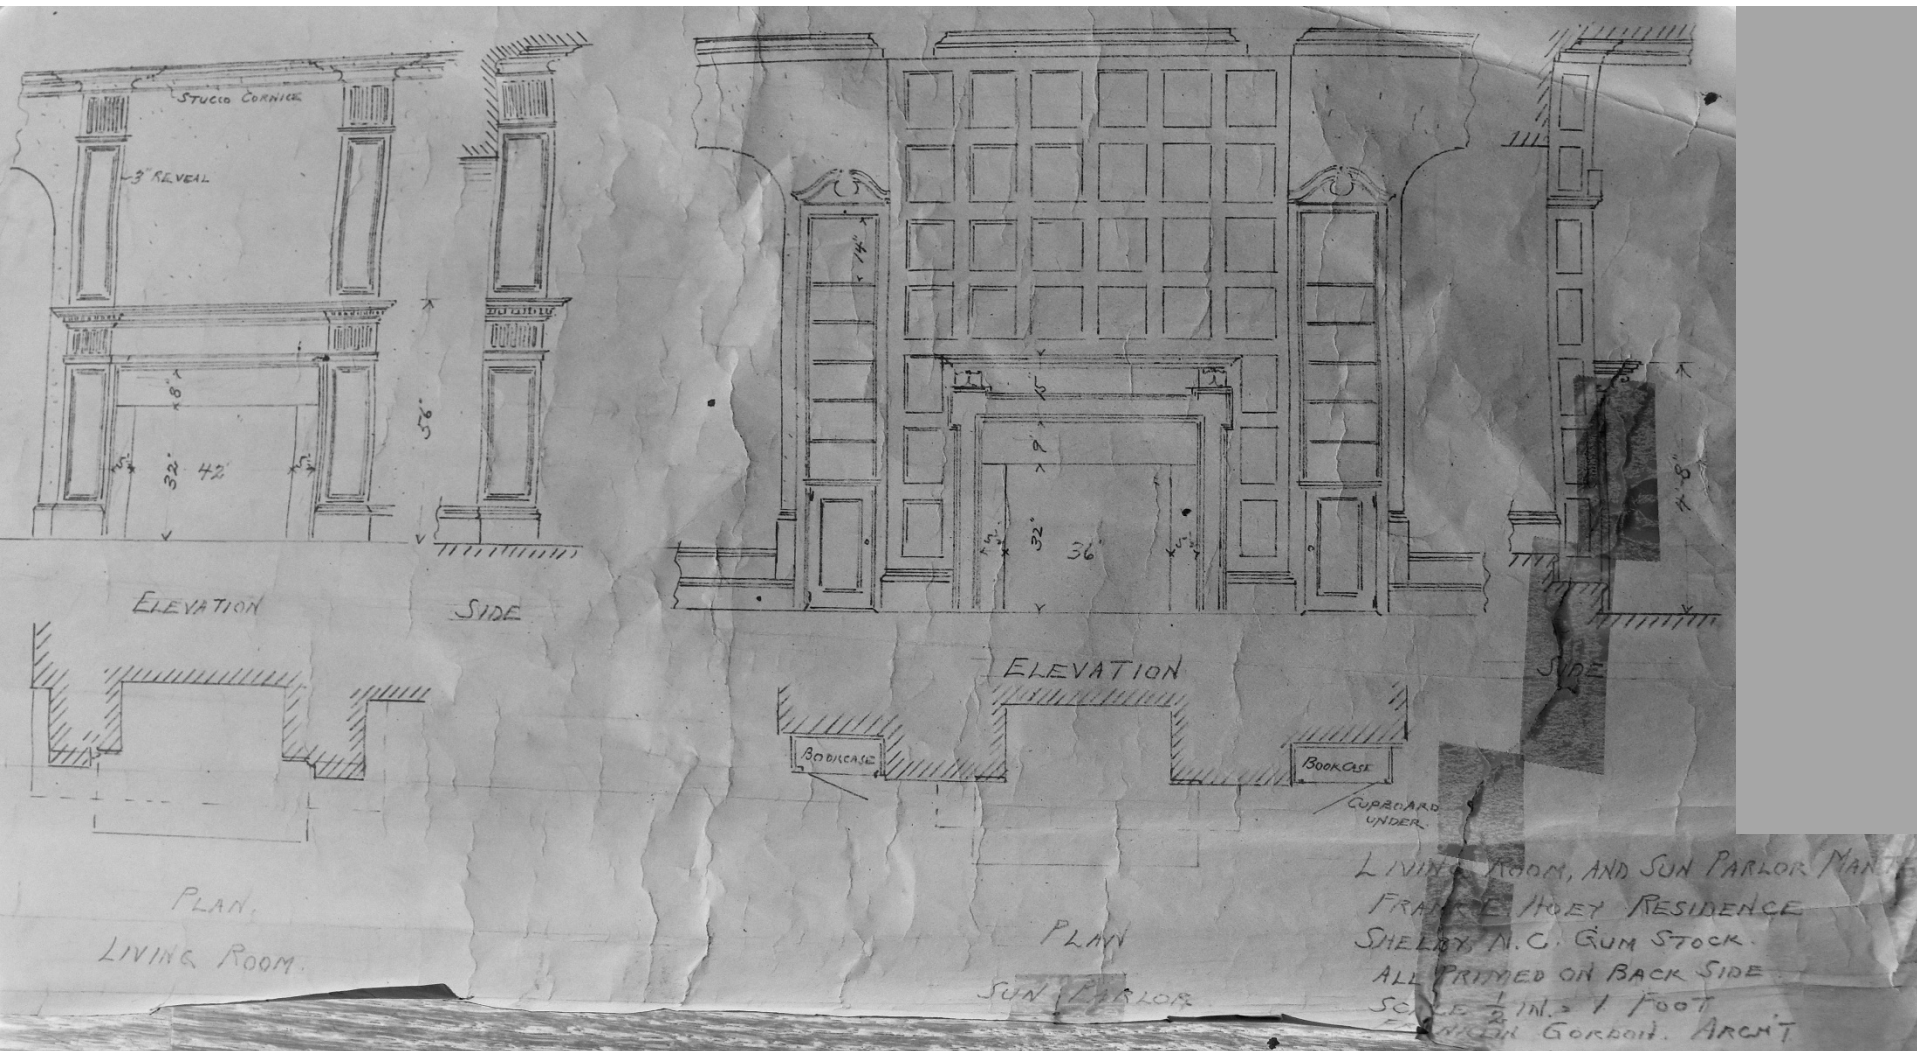 STUCCO CORNICE
3" REVEAL
8"
5"
32"
42"
5"
56"
ELEVATION
SIDE
PLAN.
LIVING ROOM.
14"
9"
5"
32"
36"
5"
4'-8"
ELEVATION
SIDE
BOOKCASE
BOOKCASE
CUPBOARD
UNDER.
PLAN
SUN PARLOR
LIVING ROOM, AND SUN PARLOR
FRANK E. HOEY RESIDENCE
SHELBY, N.C. GUM STOCK.
ALL PRIMED ON BACK SIDE
SCALE 1/2 IN. = 1 FOOT
FRANKLIN GORDON. ARCH'T